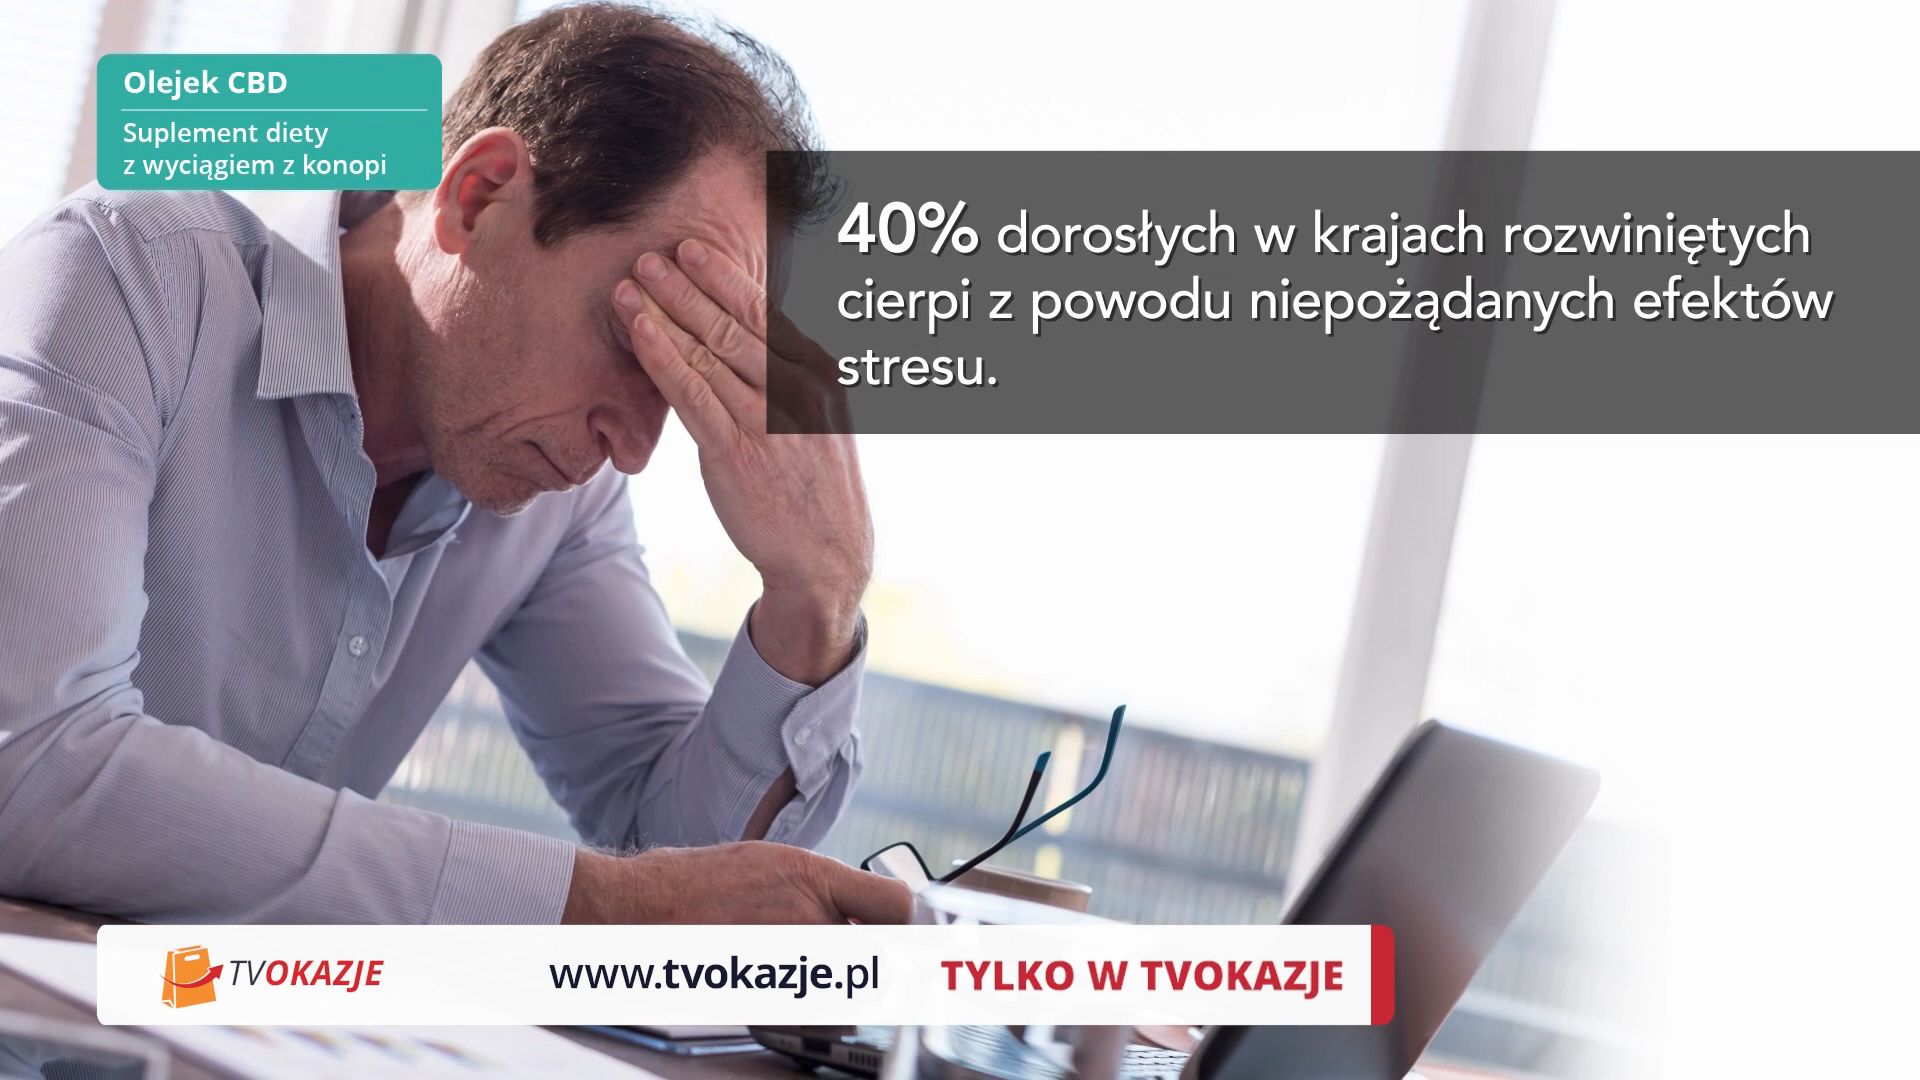 Olejek CBD
Suplement diety
z wyciągiem z konopi
40% dorosłych w krajach rozwiniętych
cierpi z powodu niepożądanych efektów
stresu.
TVOKAZJE
www.tvokazje.pl
TYLKO W TVOKAZJE